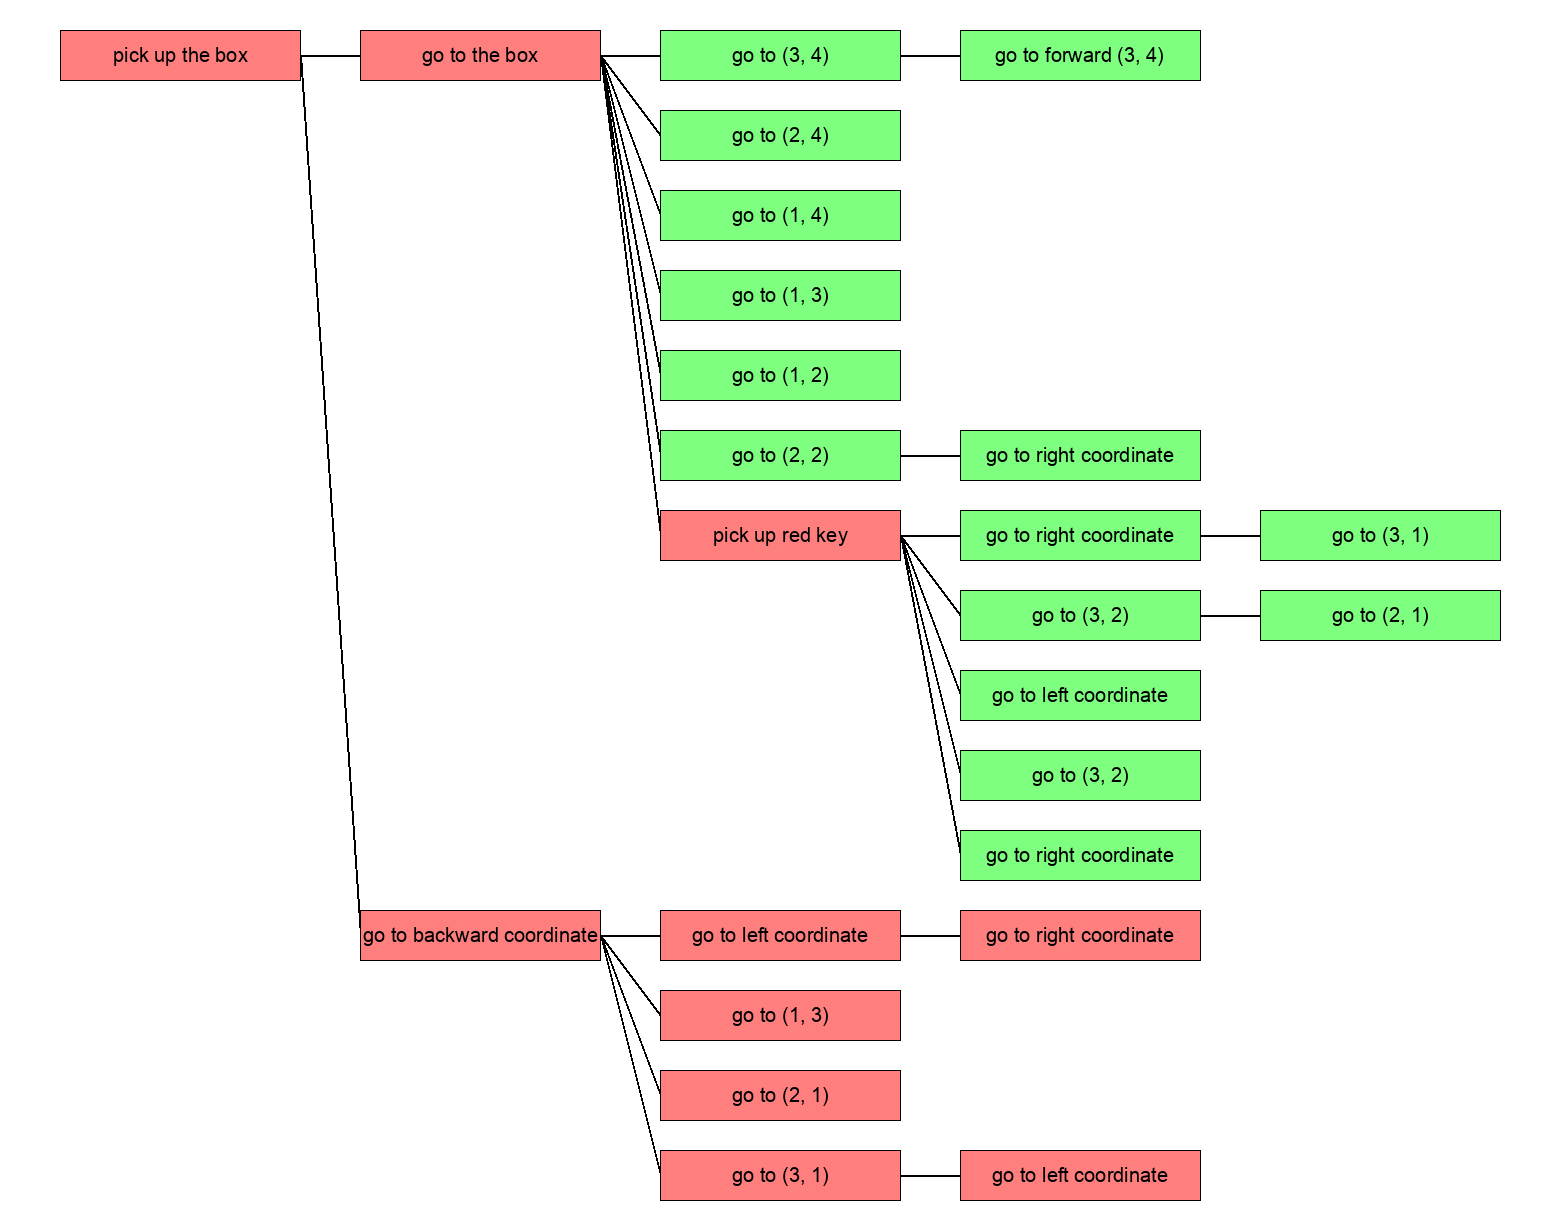 pick up the box
go to the box
go to (3, 4)
go to forward (3, 4)
go to (2, 4)
go to (1, 4)
go to (1, 3)
go to (1, 2)
go to (2, 2)
go to right coordinate
pick up red key
go to right coordinate
go to (3, 1)
go to (3, 2)
go to (2, 1)
go to left coordinate
go to (3, 2)
go to right coordinate
go to backward coordinate
go to left coordinate
go to right coordinate
go to (1, 3)
go to (2, 1)
go to (3, 1)
go to left coordinate